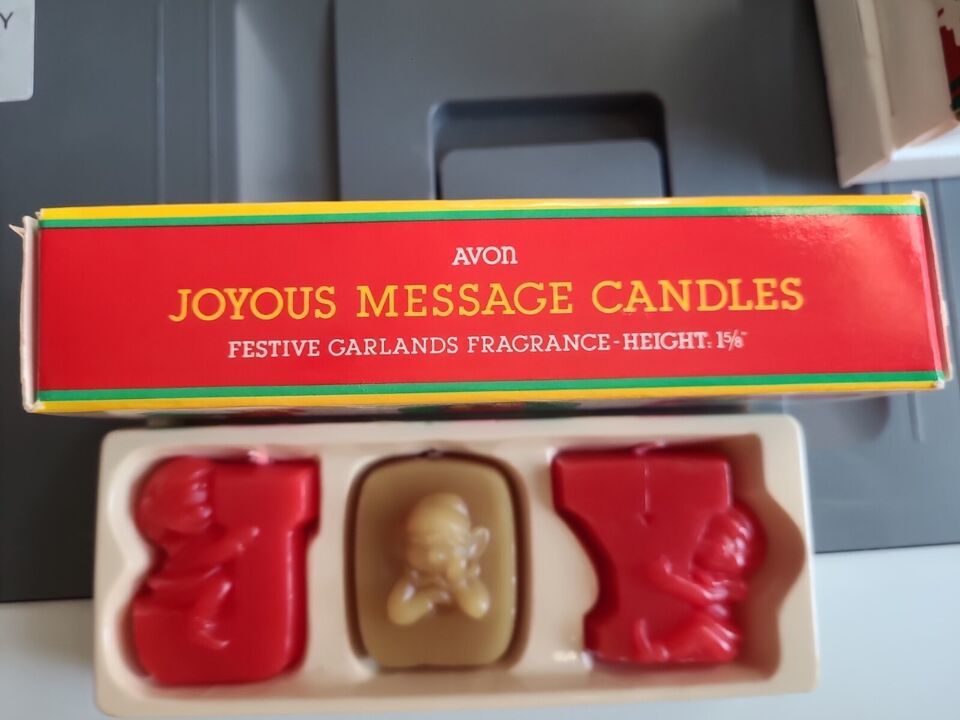 Y
AVON
JOYOUS MESSAGE CANDLES
FESTIVE GARLANDS FRAGRANCE-HEIGHT: 1⅝"
J
O
Y